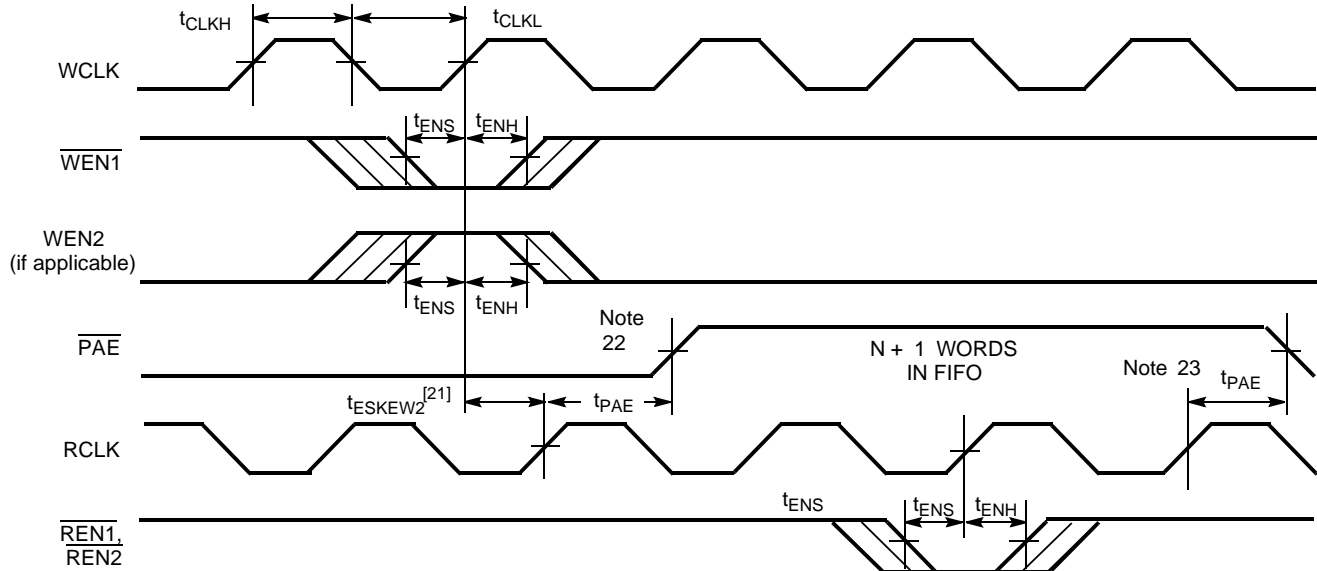 tCLKH tCLKL
WCLK
tENS tENH
WEN1
WEN2
(if applicable)
tENS tENH
Note
22
PAE
N + 1 WORDS
IN FIFO
Note 23
tPAE
tESKEW2[21]
tPAE
RCLK
tENS
tENS tENH
REN1,
REN2